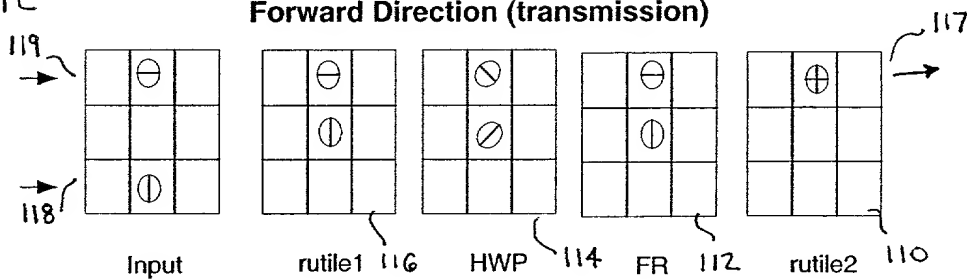 Forward Direction (transmission)
119
117
118
Input
rutile1 116
HWP 114
FR 112
rutile2 110